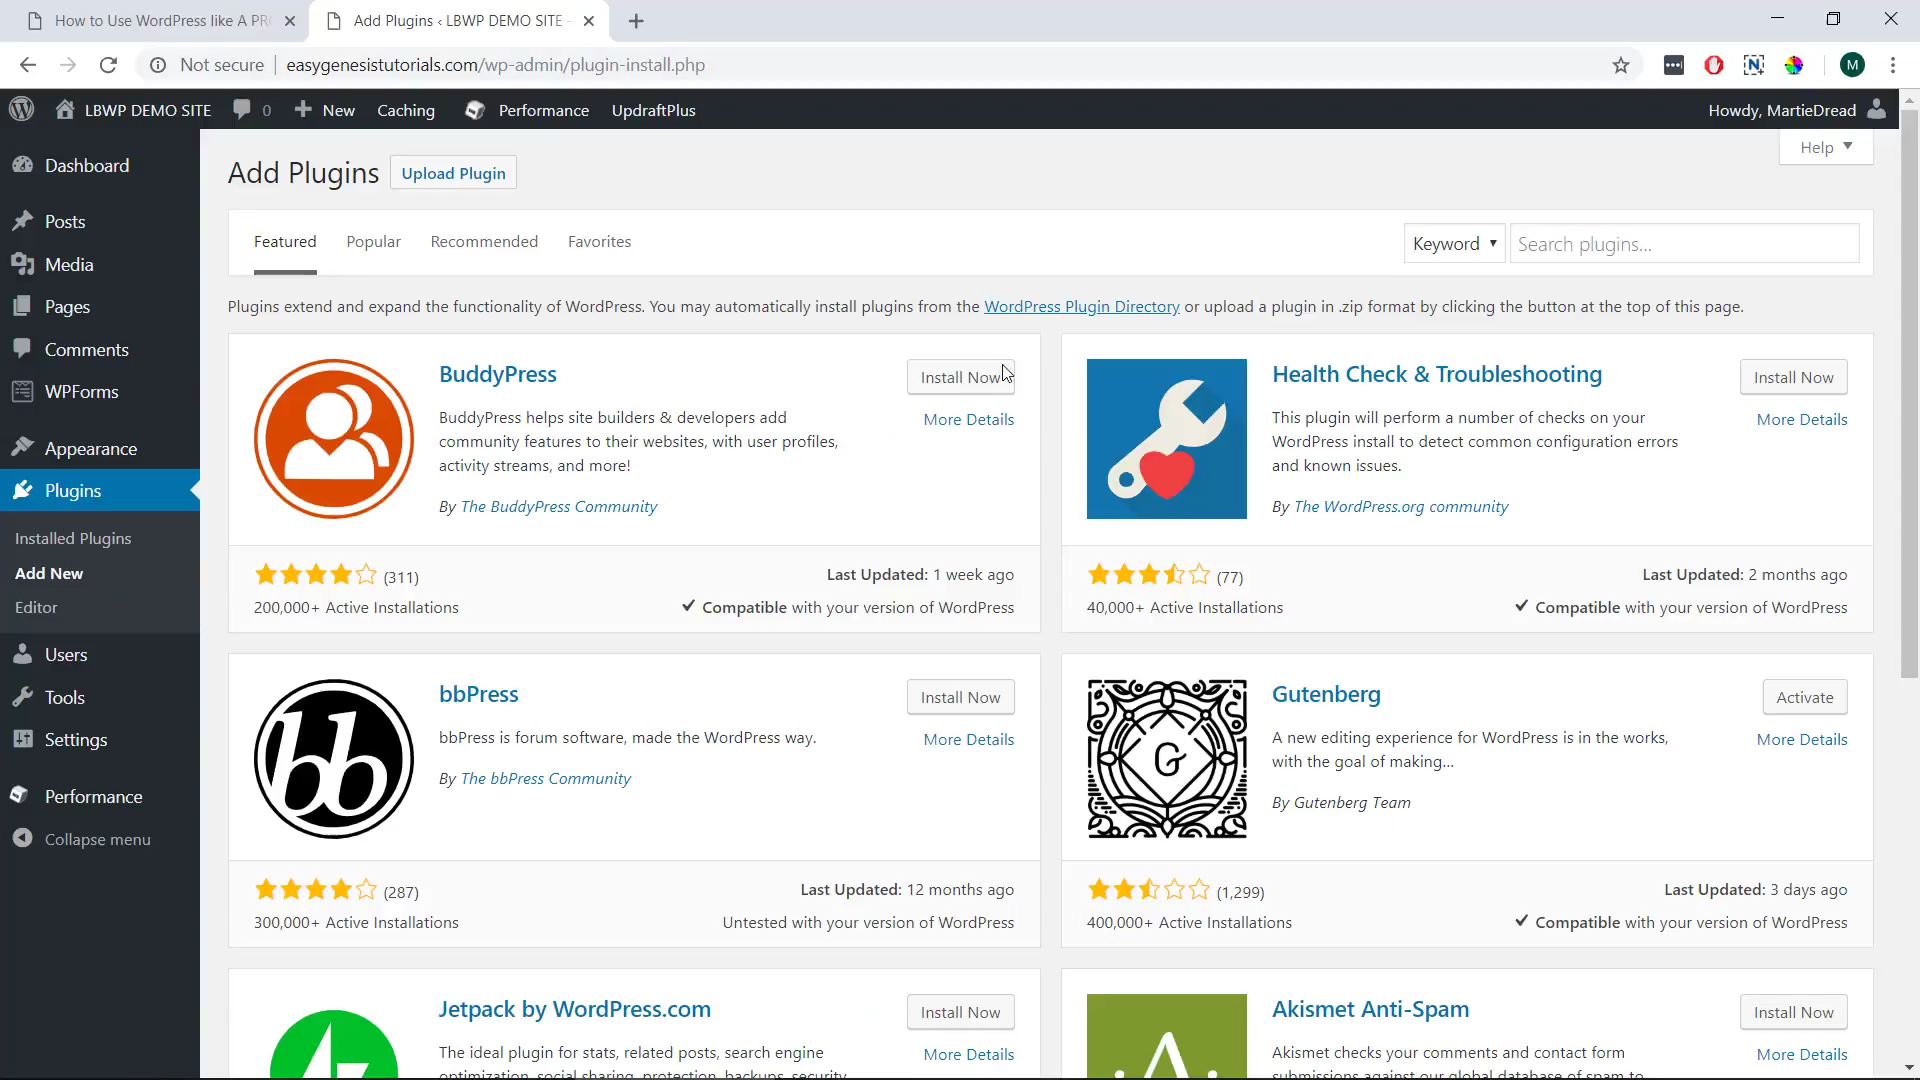 How to Use WordPress like A PR
Add Plugins ‹ LBWP DEMO SITE -
Not secure easygenesistutorials.com/wp-admin/plugin-install.php
M
LBWP DEMO SITE 0 New Caching Performance UpdraftPlus Howdy, MartieDread
Help
Dashboard
Posts
Media
Pages
Comments
WPForms
Appearance
Plugins
Installed Plugins
Add New
Editor
Users
Tools
Settings
Performance
Collapse menu
Add Plugins Upload Plugin
Featured Popular Recommended Favorites Keyword Search plugins...
Plugins extend and expand the functionality of WordPress. You may automatically install plugins from the WordPress Plugin Directory or upload a plugin in .zip format by clicking the button at the top of this page.
BuddyPress
Install Now
More Details
BuddyPress helps site builders & developers add
community features to their websites, with user profiles,
activity streams, and more!
By The BuddyPress Community
(311)
Last Updated: 1 week ago
200,000+ Active Installations
Compatible with your version of WordPress
Health Check & Troubleshooting
Install Now
More Details
This plugin will perform a number of checks on your
WordPress install to detect common configuration errors
and known issues.
By The WordPress.org community
(77)
Last Updated: 2 months ago
40,000+ Active Installations
Compatible with your version of WordPress
bb
bbPress
Install Now
More Details
bbPress is forum software, made the WordPress way.
By The bbPress Community
(287)
Last Updated: 12 months ago
300,000+ Active Installations
Untested with your version of WordPress
G
Gutenberg
Activate
More Details
A new editing experience for WordPress is in the works,
with the goal of making...
By Gutenberg Team
(1,299)
Last Updated: 3 days ago
400,000+ Active Installations
Compatible with your version of WordPress
Jetpack by WordPress.com
Install Now
More Details
The ideal plugin for stats, related posts, search engine
optimization, social sharing, protection, backups, security,
Akismet Anti-Spam
Install Now
More Details
Akismet checks your comments and contact form
submissions against our global database of spam to